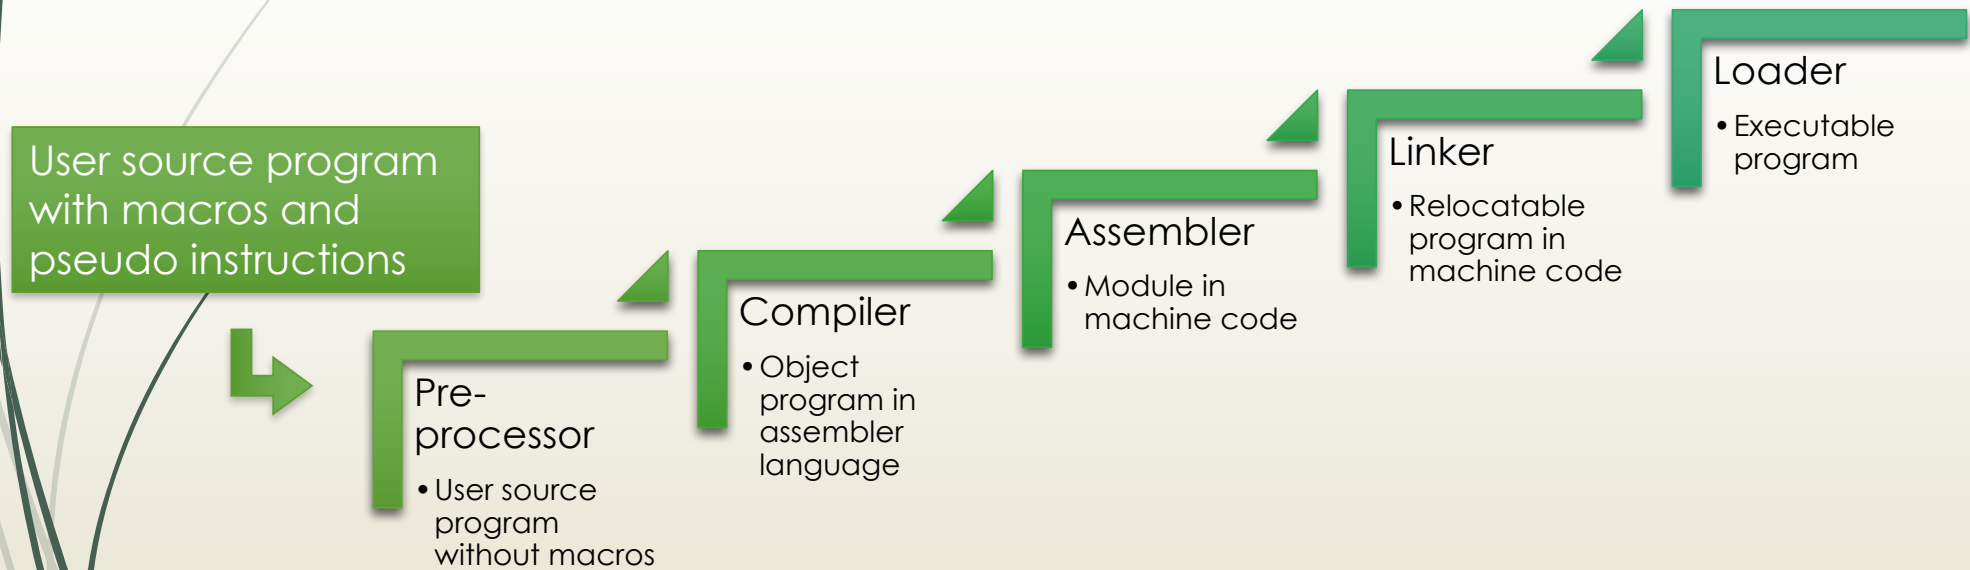 User source program
with macros and
pseudo instructions
Pre-
processor
•User source
program
without macros
Compiler
•Object
program in
assembler
language
Assembler
•Module in
machine code
Linker
•Relocatable
program in
machine code
Loader
•Executable
program